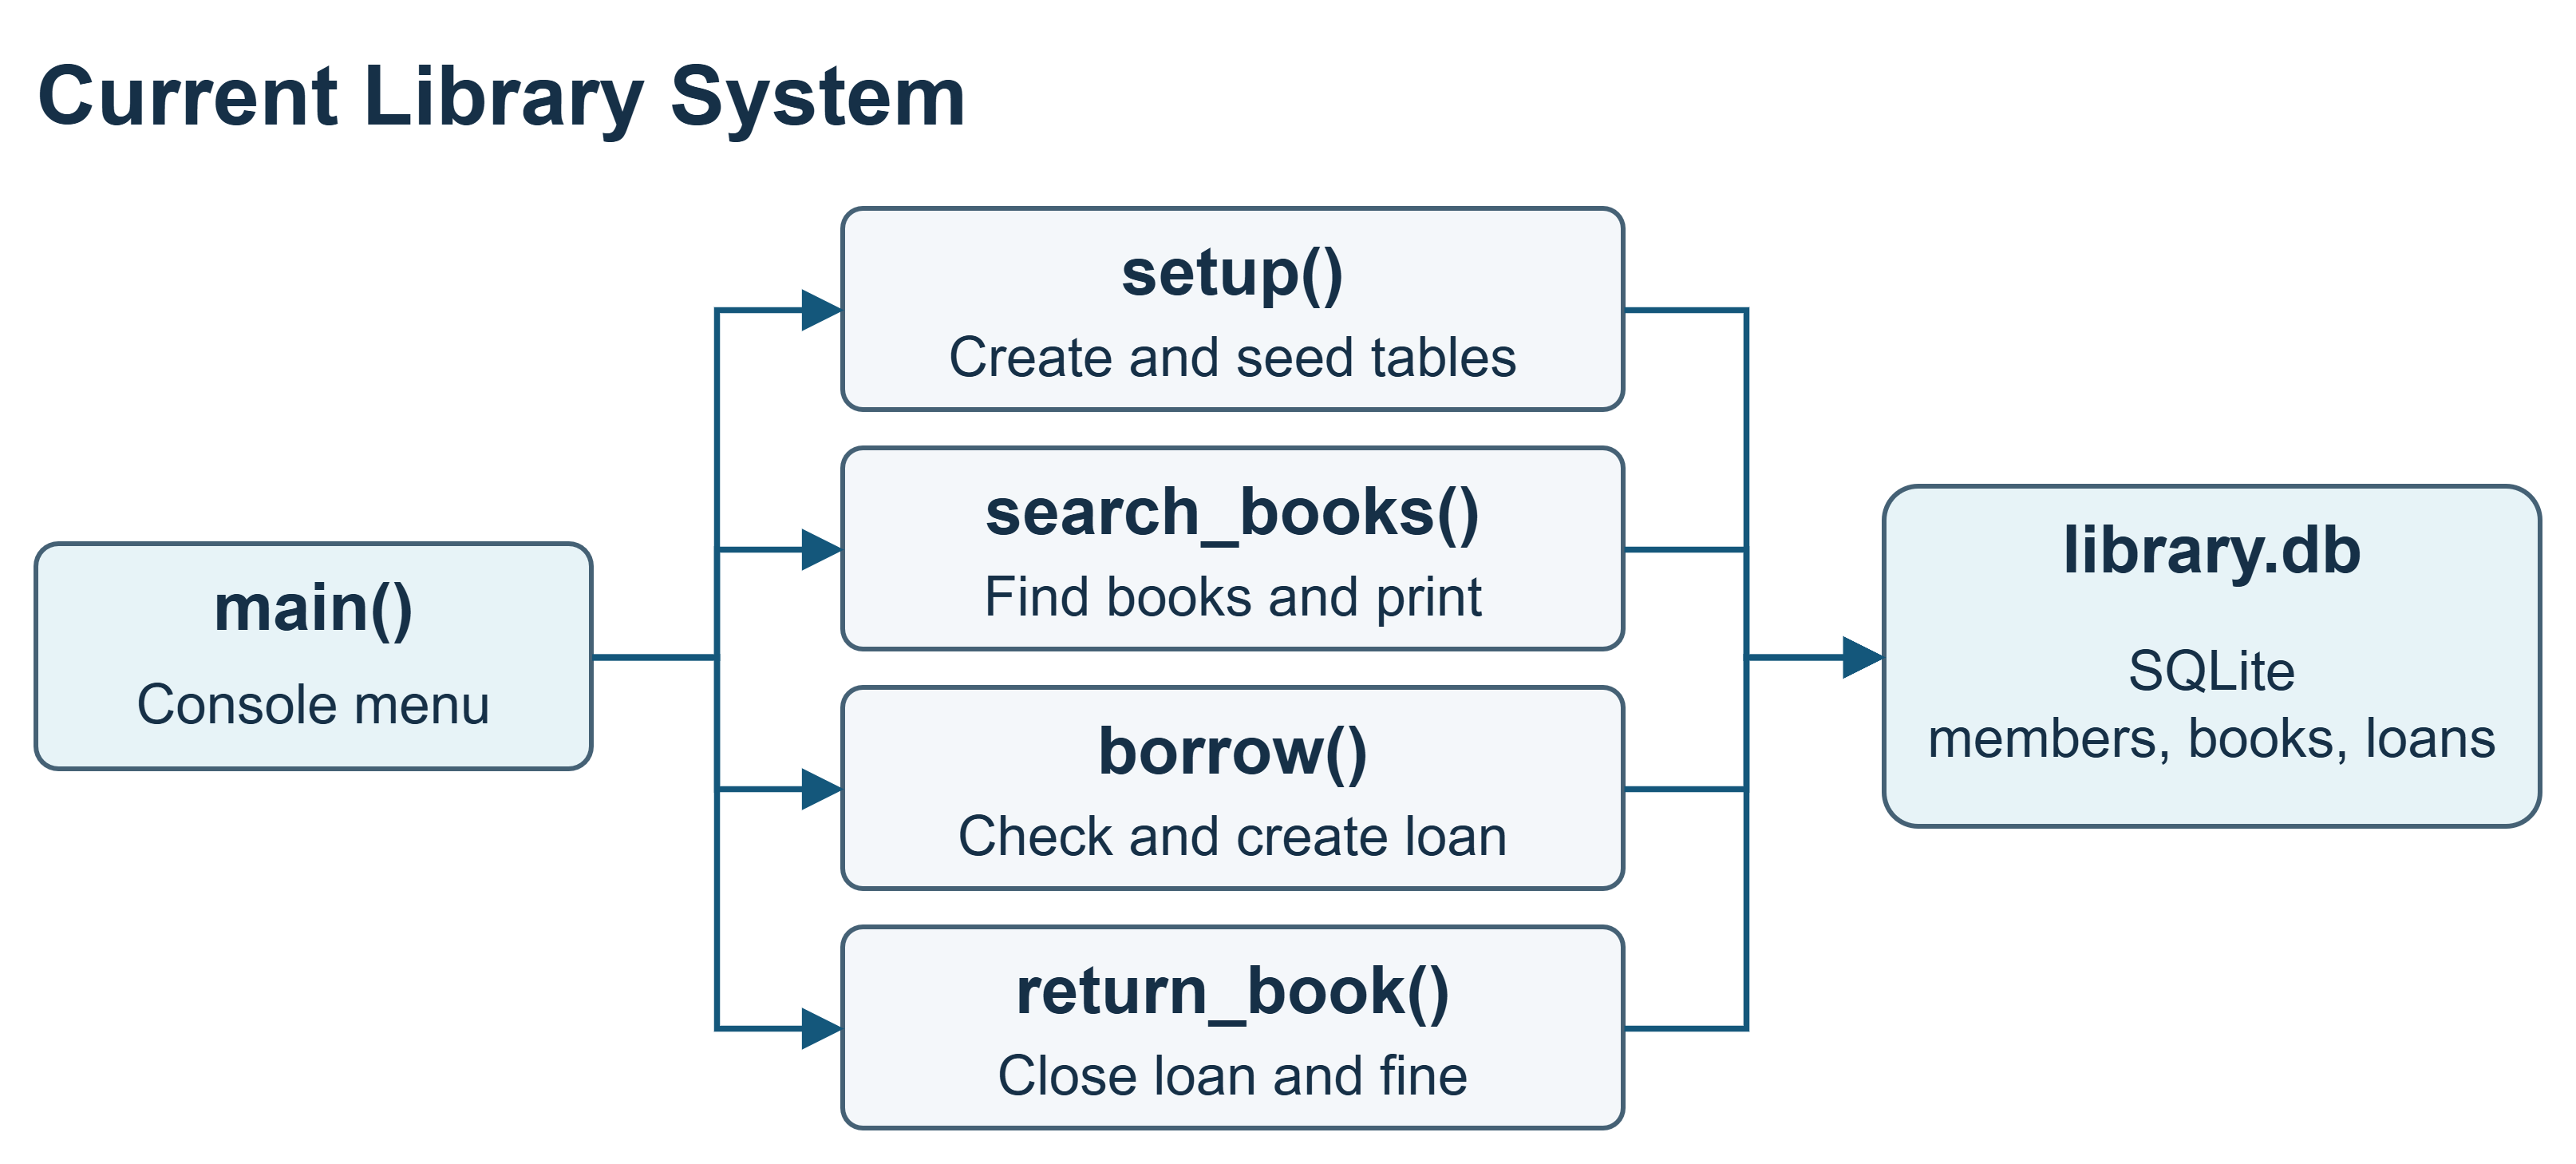 Current Library System
setup()
Create and seed tables
search_books()
Find books and print
main()
Console menu
borrow()
Check and create loan
return_book()
Close loan and fine
library.db
SQLite
members, books, loans